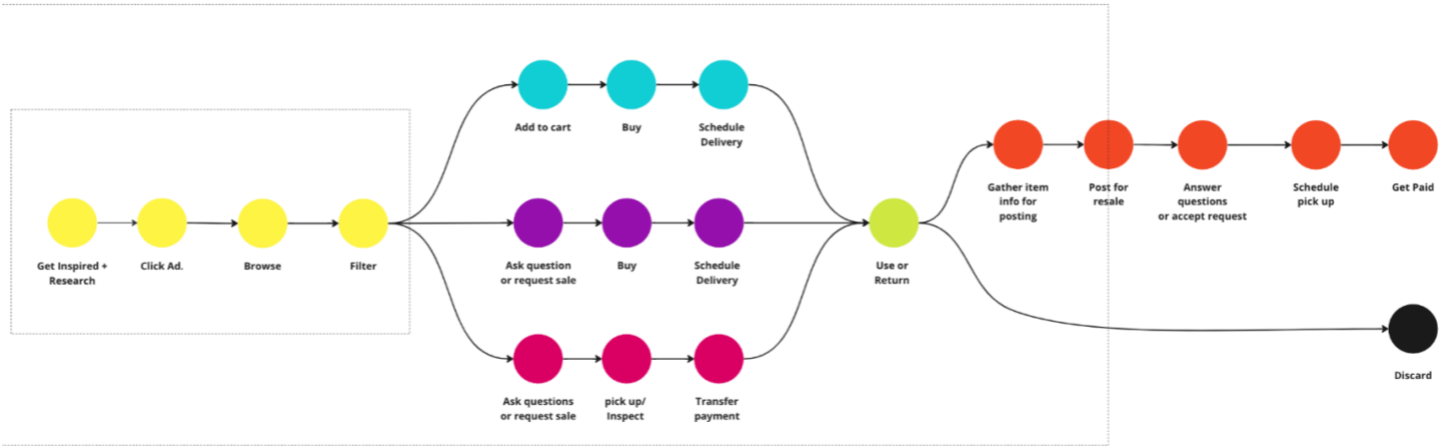 Add to cart
Buy
Schedule
Delivery
Gather item
info for
posting
Post for
resale
Answer
questions
or accept request
Schedule
pick up
Get Paid
Get Inspired +
Research
Click Ad.
Browse
Filter
Ask question
or request sale
Buy
Schedule
Delivery
Use or
Return
Ask questions
or request sale
pick up/
Inspect
Transfer
payment
Discard